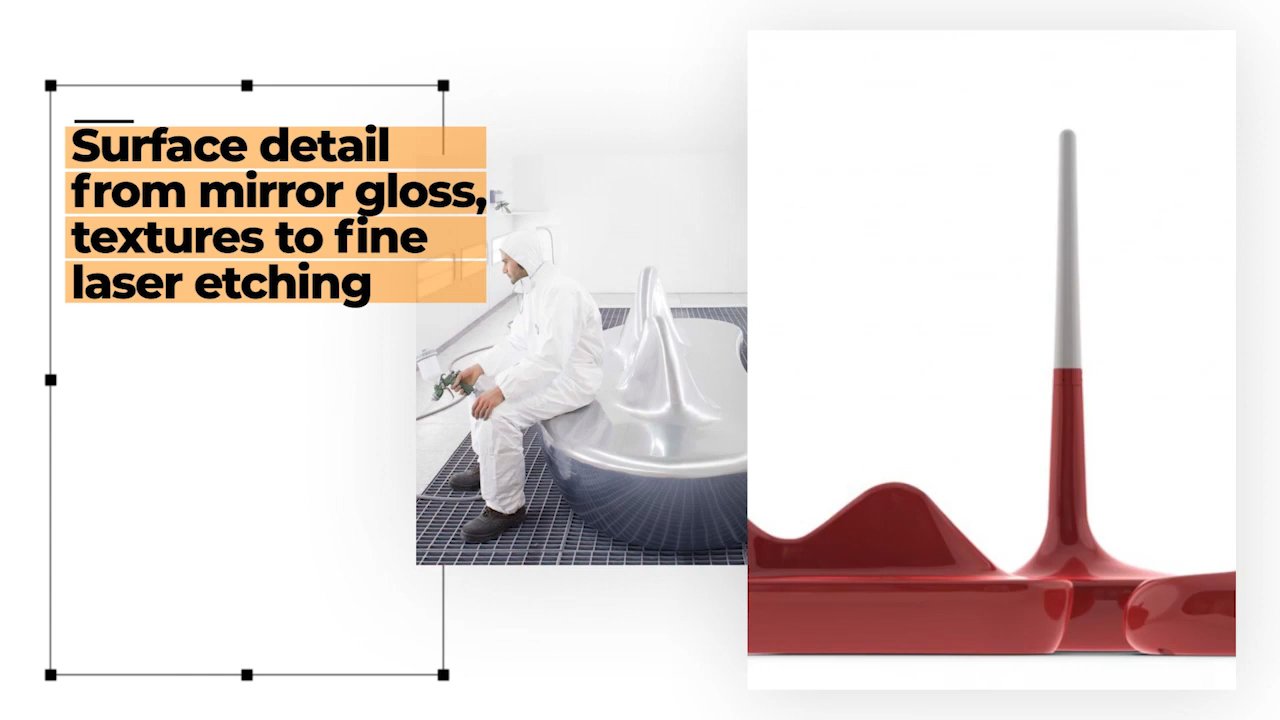 Surface detail
from mirror gloss,
textures to fine
laser etching